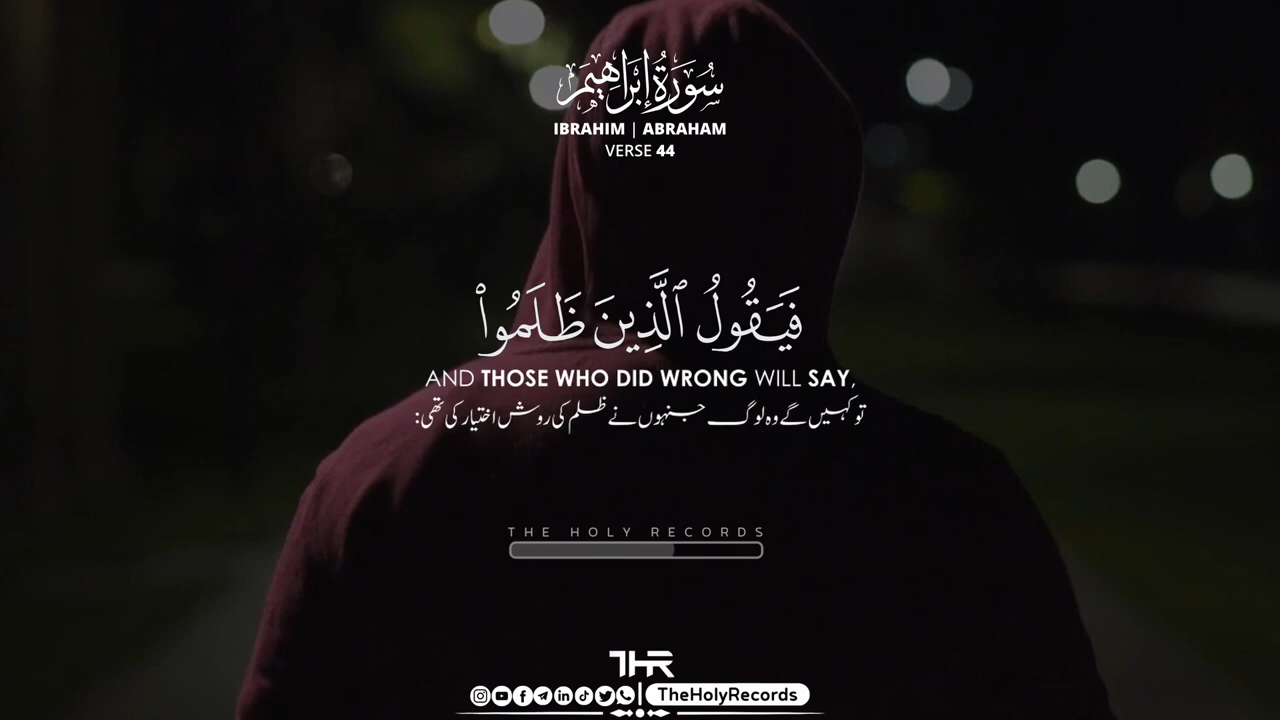 سُورَةُ إِبْرَاهِيمَ
IBRAHIM | ABRAHAM
VERSE 44
فَيَقُولُ ٱلَّذِينَ ظَلَمُوا۟
AND THOSE WHO DID WRONG WILL SAY,
تو کہیں گے وہ لوگ جنہوں نے ظلم کی روش اختیار کی تھی:
THE HOLY RECORDS
THR
TheHolyRecords